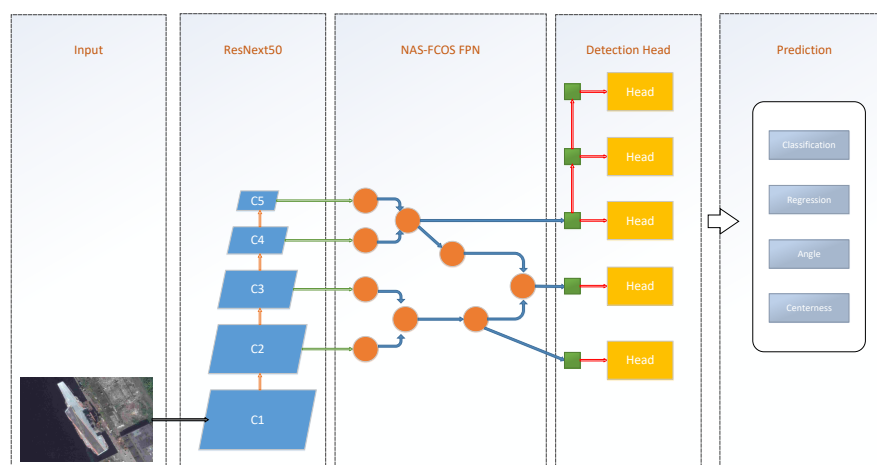 Input
ResNext50
NAS-FCOS FPN
Detection Head
Prediction
Head
Head
Head
Head
Head
C5
C4
C3
C2
C1
Classification
Regression
Angle
Centerness